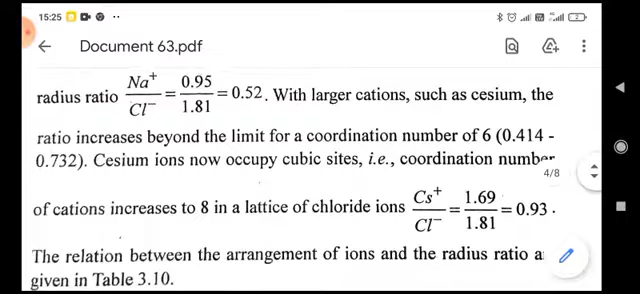 15:25
Document 63.pdf
radius ratio Na⁺/Cl⁻ = 0.95/1.81 = 0.52. With larger cations, such as cesium, the
ratio increases beyond the limit for a coordination number of 6 (0.414 -
0.732). Cesium ions now occupy cubic sites, i.e., coordination number
4/8
of cations increases to 8 in a lattice of chloride ions Cs⁺/Cl⁻ = 1.69/1.81 = 0.93.
The relation between the arrangement of ions and the radius ratio a
given in Table 3.10.